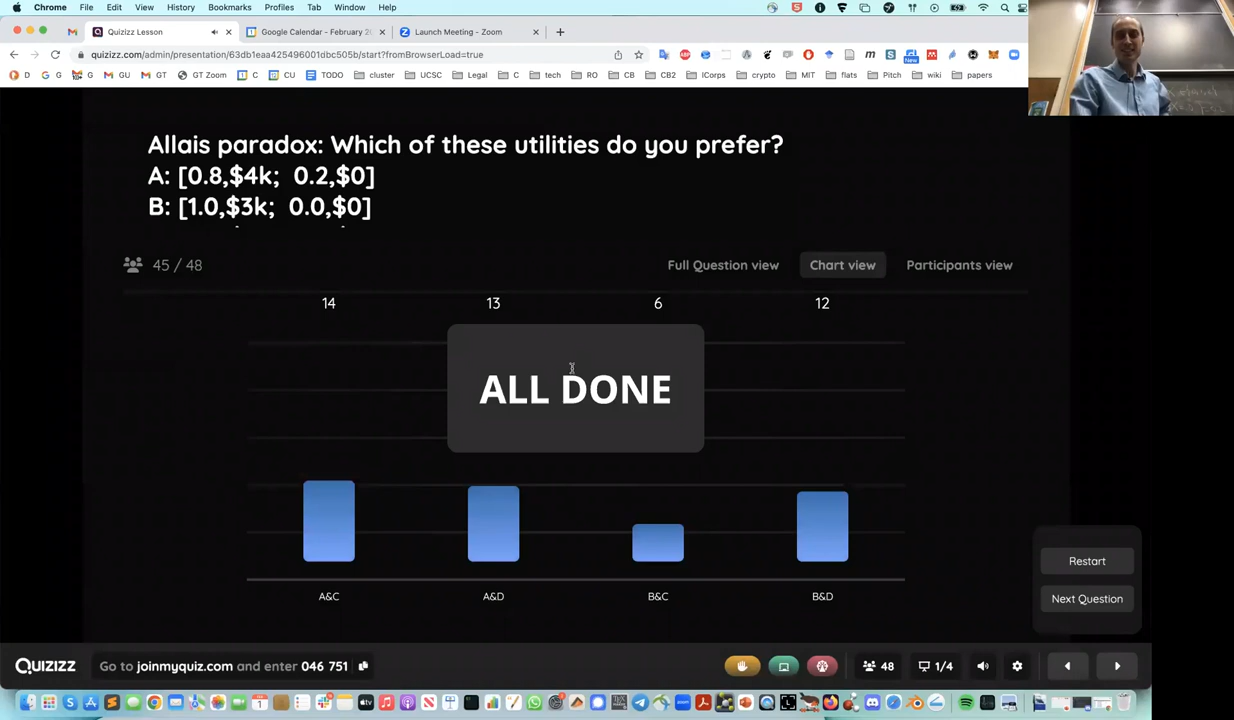 Chrome File Edit View History Bookmarks Profiles Tab Window Help
Quizizz Lesson
Google Calendar - February 20
Launch Meeting - Zoom
quizizz.com/admin/presentation/63db1eaa425496001dbc505b/start?fromBrowserLoad=true
D G G GU GT GT Zoom C CU TODO cluster UCSC Legal C tech RO CB CB2 ICorps crypto MIT flats Pitch wiki papers
Allais paradox: Which of these utilities do you prefer?
A: [0.8,$4k; 0.2,$0]
B: [1.0,$3k; 0.0,$0]
45 / 48
Full Question view Chart view Participants view
14 13 6 12
ALL DONE
A&C A&D B&C B&D
Restart
Next Question
QUIZIZZ
Go to joinmyquiz.com and enter 046 751
48
1/4